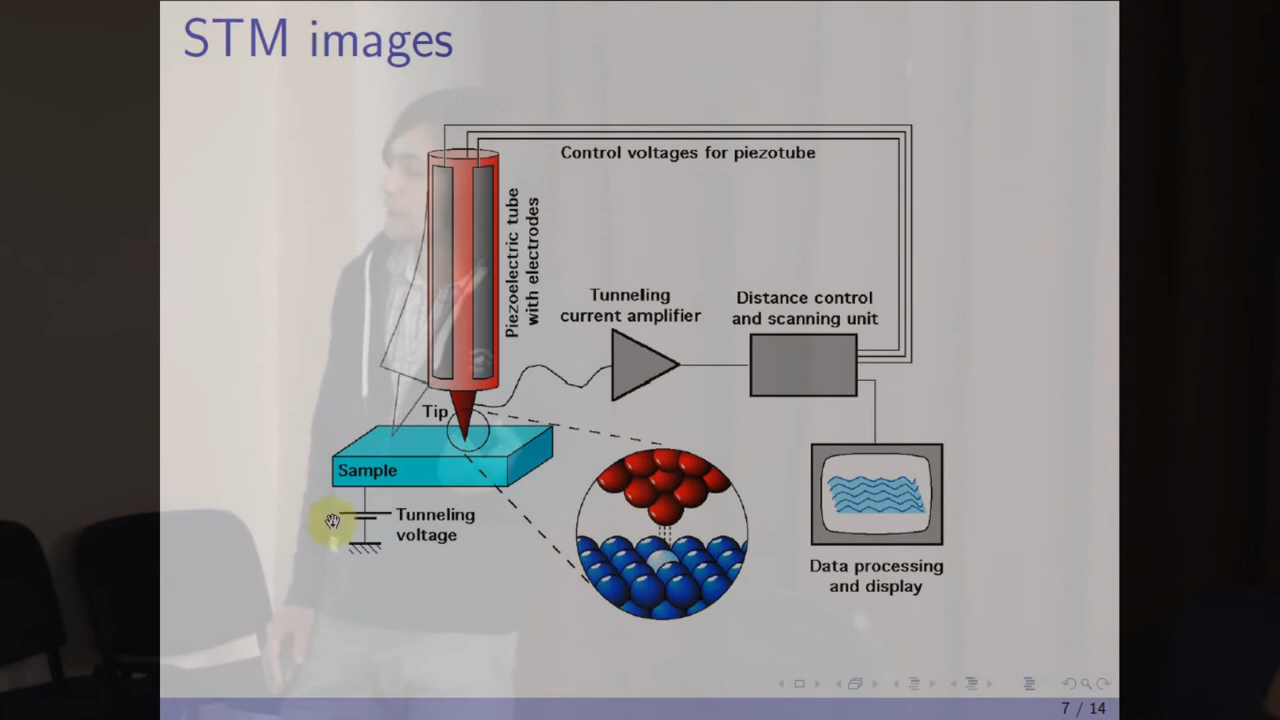 STM images
Control voltages for piezotube
Piezoelectric tube
with electrodes
Tunneling
current amplifier
Distance control
and scanning unit
Tip
Sample
Tunneling
voltage
Data processing
and display
7 / 14